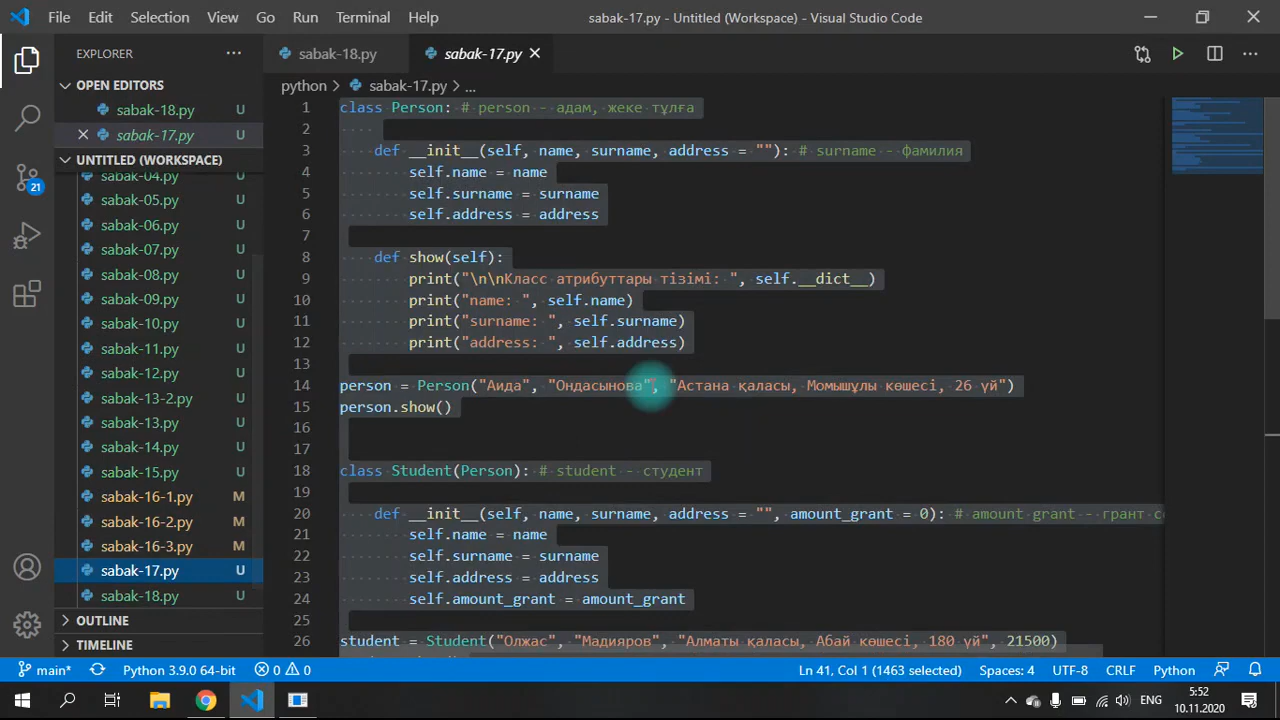 File Edit Selection View Go Run Terminal Help sabak-17.py - Untitled (Workspace) - Visual Studio Code
EXPLORER
sabak-18.py sabak-17.py
OPEN EDITORS
sabak-18.py U
sabak-17.py U
UNTITLED (WORKSPACE)
sabak-04.py U
sabak-05.py U
sabak-06.py U
sabak-07.py U
sabak-08.py U
sabak-09.py U
sabak-10.py U
sabak-11.py U
sabak-12.py U
sabak-13-2.py U
sabak-13.py U
sabak-14.py U
sabak-15.py U
sabak-16-1.py M
sabak-16-2.py M
sabak-16-3.py M
sabak-17.py U
sabak-18.py U
OUTLINE
TIMELINE
21
python > sabak-17.py > ...
1 class Person: # person - адам, жеке тұлға
2
3 def __init__(self, name, surname, address = ""): # surname - фамилия
4 self.name = name
5 self.surname = surname
6 self.address = address
7
8 def show(self):
9 print("\n\nКласс атрибуттары тізімі: ", self.__dict__)
10 print("name: ", self.name)
11 print("surname: ", self.surname)
12 print("address: ", self.address)
13
14 person = Person("Аида", "Ондасынова", "Астана қаласы, Момышұлы көшесі, 26 үй")
15 person.show()
16
17
18 class Student(Person): # student - студент
19
20 def __init__(self, name, surname, address = "", amount_grant = 0): # amount grant - грант
21 self.name = name
22 self.surname = surname
23 self.address = address
24 self.amount_grant = amount_grant
25
26 student = Student("Олжас", "Мадияров", "Алматы қаласы, Абай көшесі, 180 үй", 21500)
main* Python 3.9.0 64-bit 0 0 Ln 41, Col 1 (1463 selected) Spaces: 4 UTF-8 CRLF Python
ENG 5:52
10.11.2020